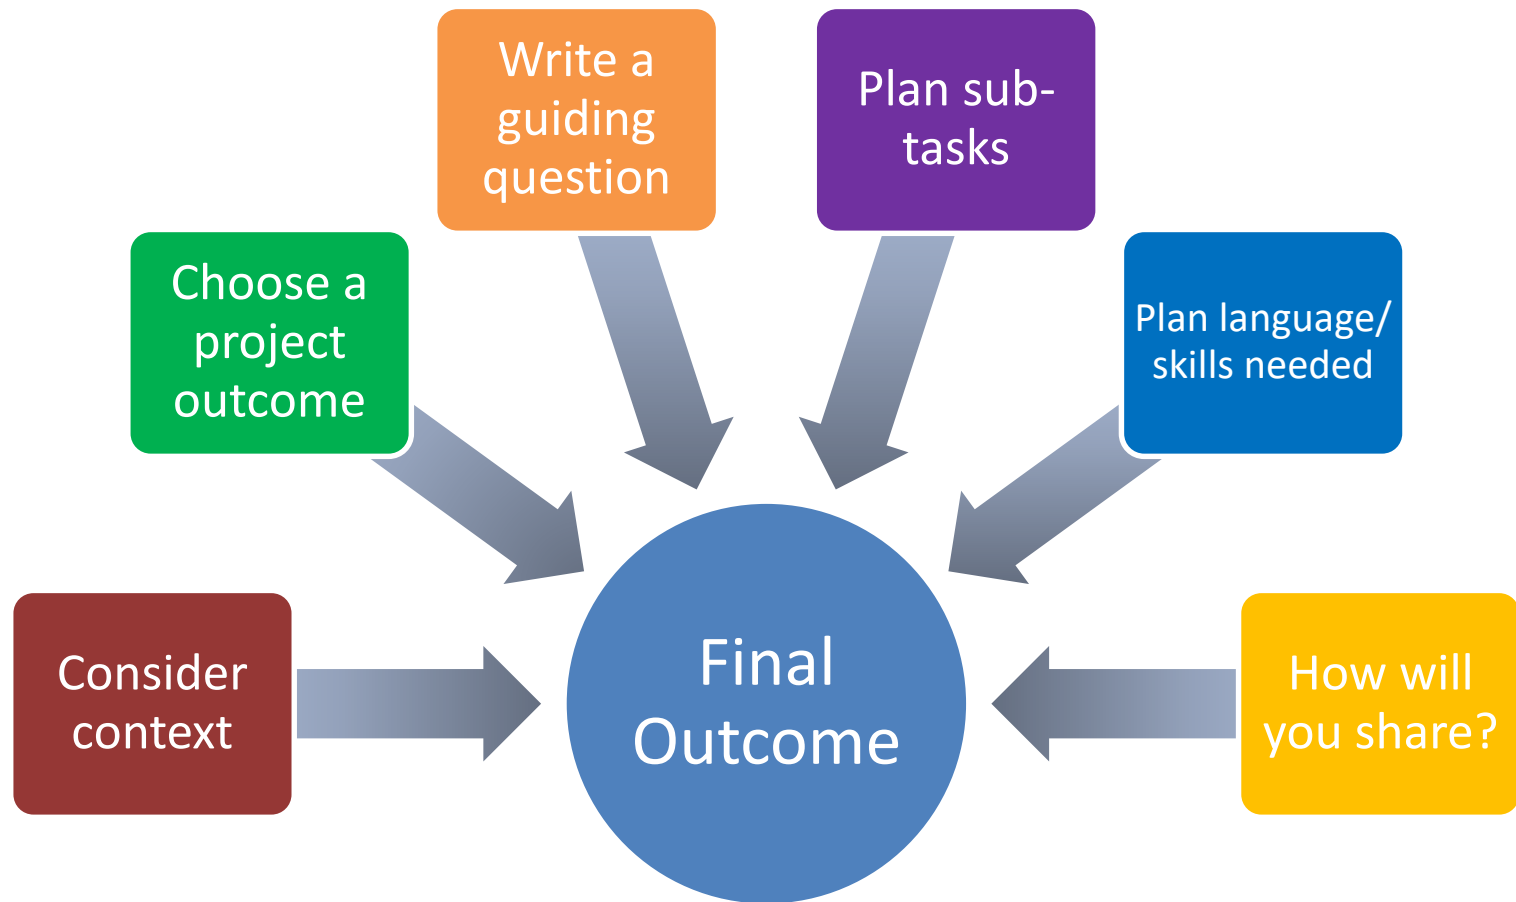 Consider
context
Choose a
project
outcome
Write a
guiding
question
Plan sub-
tasks
Plan language/
skills needed
How will
you share?
Final
Outcome